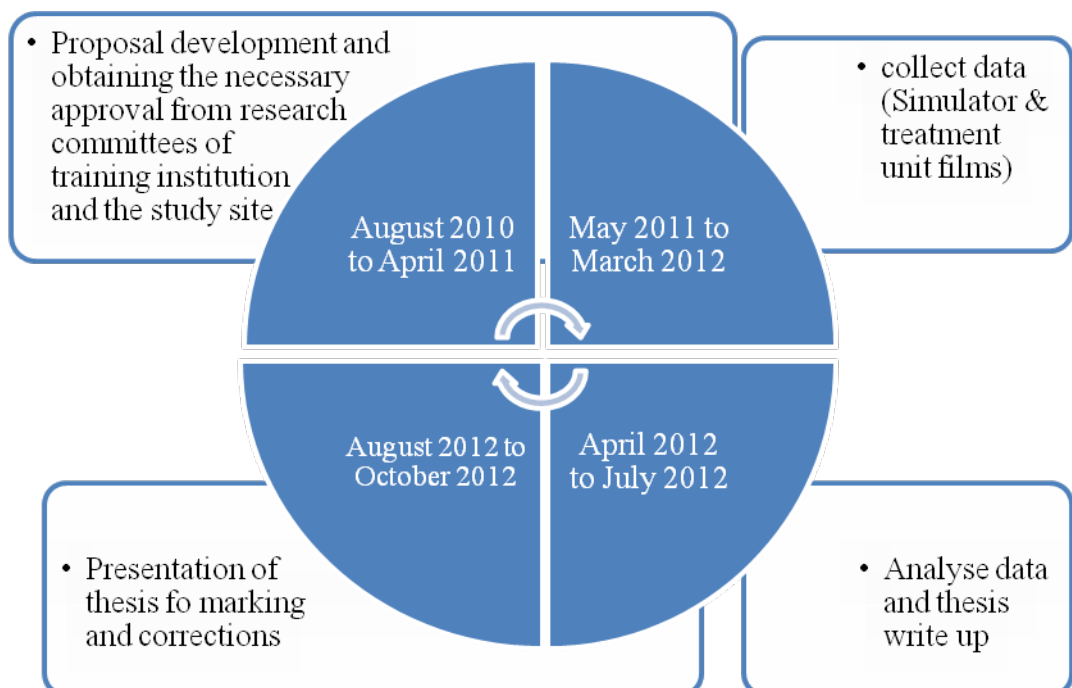 • Proposal development and
obtaining the necessary
approval from research
committees of
training institution
and the study site
August 2010
to April 2011
• collect data
(Simulator &
treatment
unit films)
May 2011 to
March 2012
April 2012
to July 2012
• Analyse data
and thesis
write up
August 2012 to
October 2012
• Presentation of
thesis fo marking
and corrections